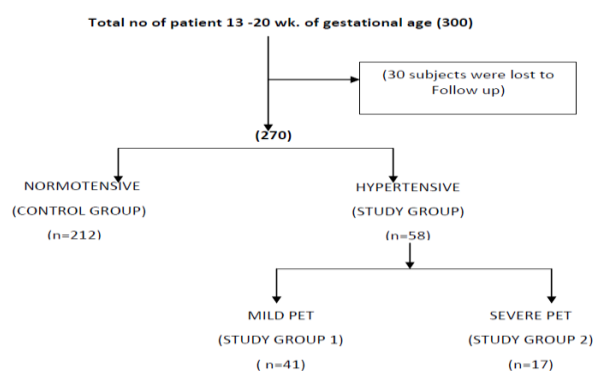 Total no of patient 13 -20 wk. of gestational age (300)
(30 subjects were lost to
Follow up)
(270)
NORMOTENSIVE
(CONTROL GROUP)
(n=212)
HYPERTENSIVE
(STUDY GROUP)
(n=58)
MILD PET
(STUDY GROUP 1)
( n=41)
SEVERE PET
(STUDY GROUP 2)
(n=17)